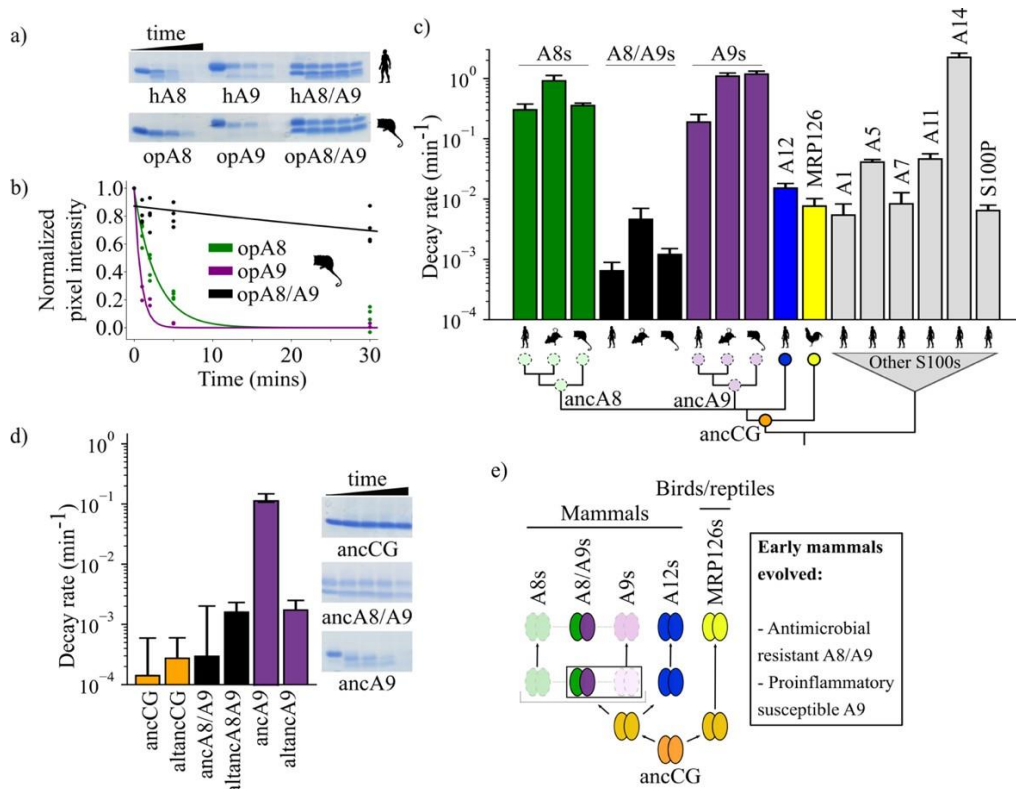 a)
time
hA8 hA9 hA8/A9
opA8 opA9 opA8/A9
b)
Normalized
pixel intensity
1.0
0.8
0.6
0.4
0.2
0.0
opA8
opA9
opA8/A9
0 10 20 30
Time (mins)
c)
A8s A8/A9s A9s
Decay rate (min⁻¹)
10⁰
10⁻¹
10⁻²
10⁻³
10⁻⁴
A12
MRP126
A1
A5
A7
A11
A14
S100P
Other S100s
ancA8 ancA9
ancCG
d)
Decay rate (min⁻¹)
10⁰
10⁻¹
10⁻²
10⁻³
10⁻⁴
ancCG
altancCG
ancA8/A9
altancA8A9
ancA9
altancA9
time
ancCG
ancA8/A9
ancA9
e)
Birds/reptiles
Mammals
A8s
A8/A9s
A9s
A12s
MRP126s
ancCG
Early mammals
evolved:
- Antimicrobial
resistant A8/A9
- Proinflammatory
susceptible A9